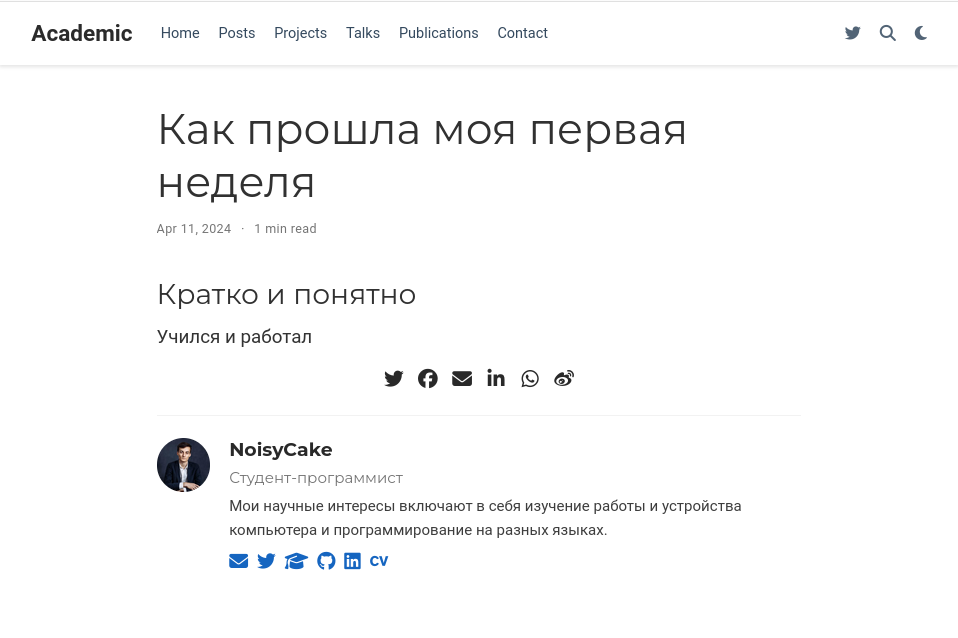 Academic Home Posts Projects Talks Publications Contact
Как прошла моя первая
неделя
Apr 11, 2024 · 1 min read
Кратко и понятно
Учился и работал
NoisyCake
Студент-программист
Мои научные интересы включают в себя изучение работы и устройства
компьютера и программирование на разных языках.
CV